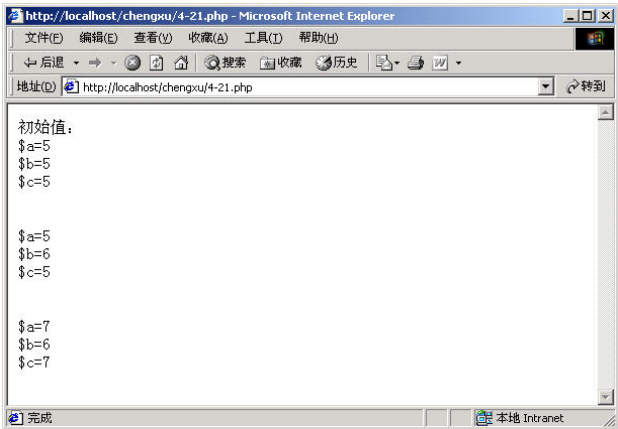 http://localhost/chengxu/4-21.php - Microsoft Internet Explorer
文件(F) 编辑(E) 查看(V) 收藏(A) 工具(T) 帮助(H)
后退 搜索 收藏 历史
地址(D) http://localhost/chengxu/4-21.php 转到
初始值：
$a=5
$b=5
$c=5
$a=5
$b=6
$c=5
$a=7
$b=6
$c=7
完成 本地 Intranet